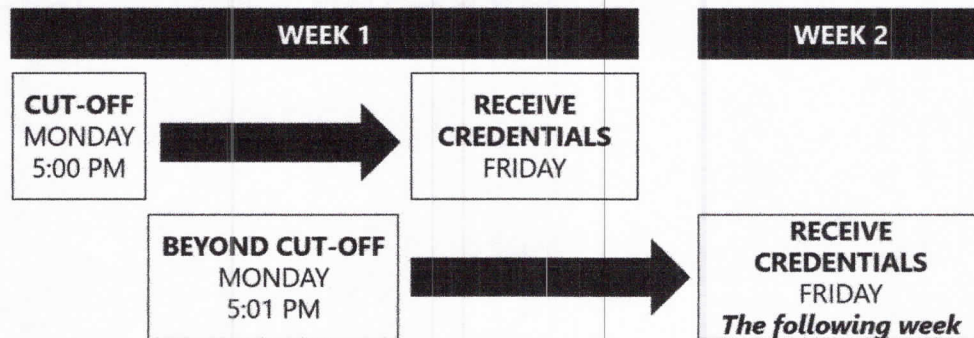 WEEK 1
WEEK 2
CUT-OFF
MONDAY
5:00 PM
RECEIVE
CREDENTIALS
FRIDAY
BEYOND CUT-OFF
MONDAY
5:01 PM
RECEIVE
CREDENTIALS
FRIDAY
The following week